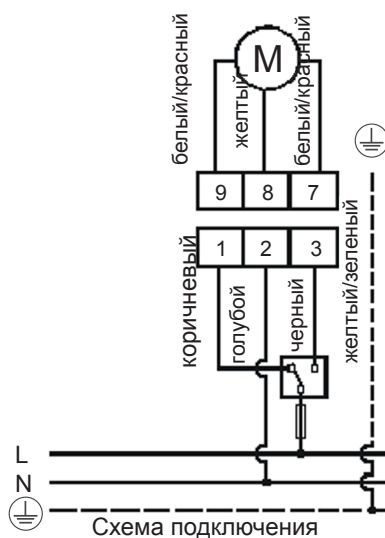 M
белый/красный
желтый
белый/красный
9 8 7
1 2 3
коричневый
голубой
черный
желтый/зеленый
L
N
Схема подключения